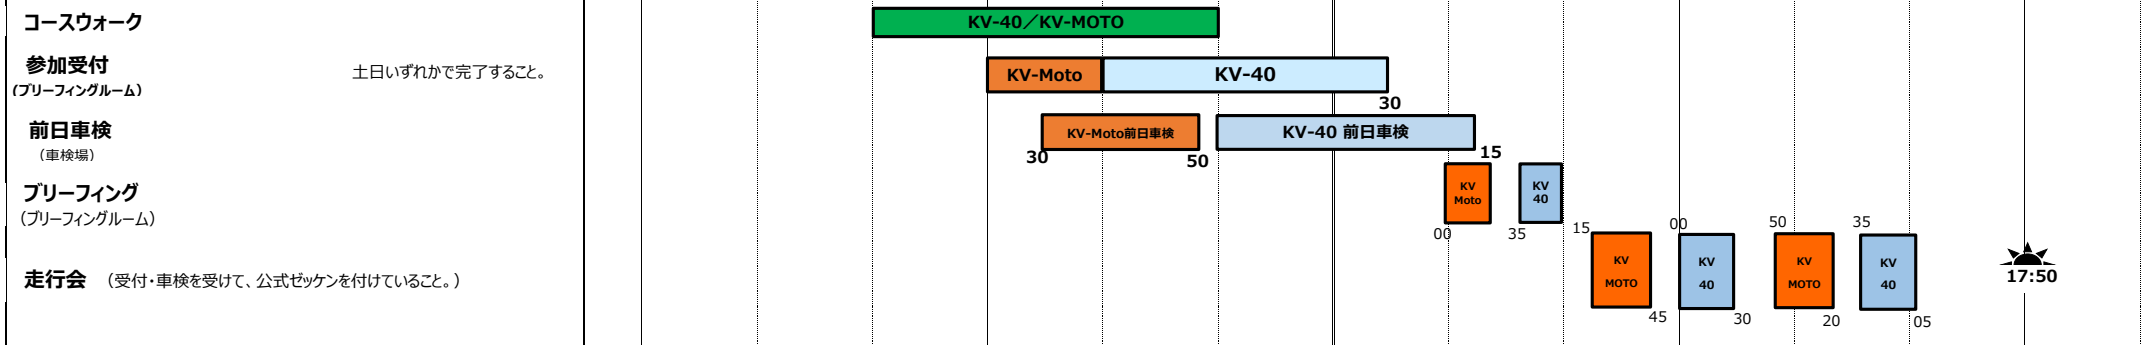 コースウォーク
KV-40／KV-MOTO
参加受付
土日いずれかで完了すること。
KV-Moto
KV-40
(ブリーフィングルーム)
30
前日車検
KV-Moto前日車検
KV-40 前日車検
（車検場）
30
50
15
ブリーフィング
KV
Moto
KV
40
（ブリーフィングルーム）
00
35
15
00
50
35
走行会 （受付・車検を受けて、公式ゼッケンを付けていること。）
KV
MOTO
KV
40
KV
MOTO
KV
40
17:50
45
30
20
05